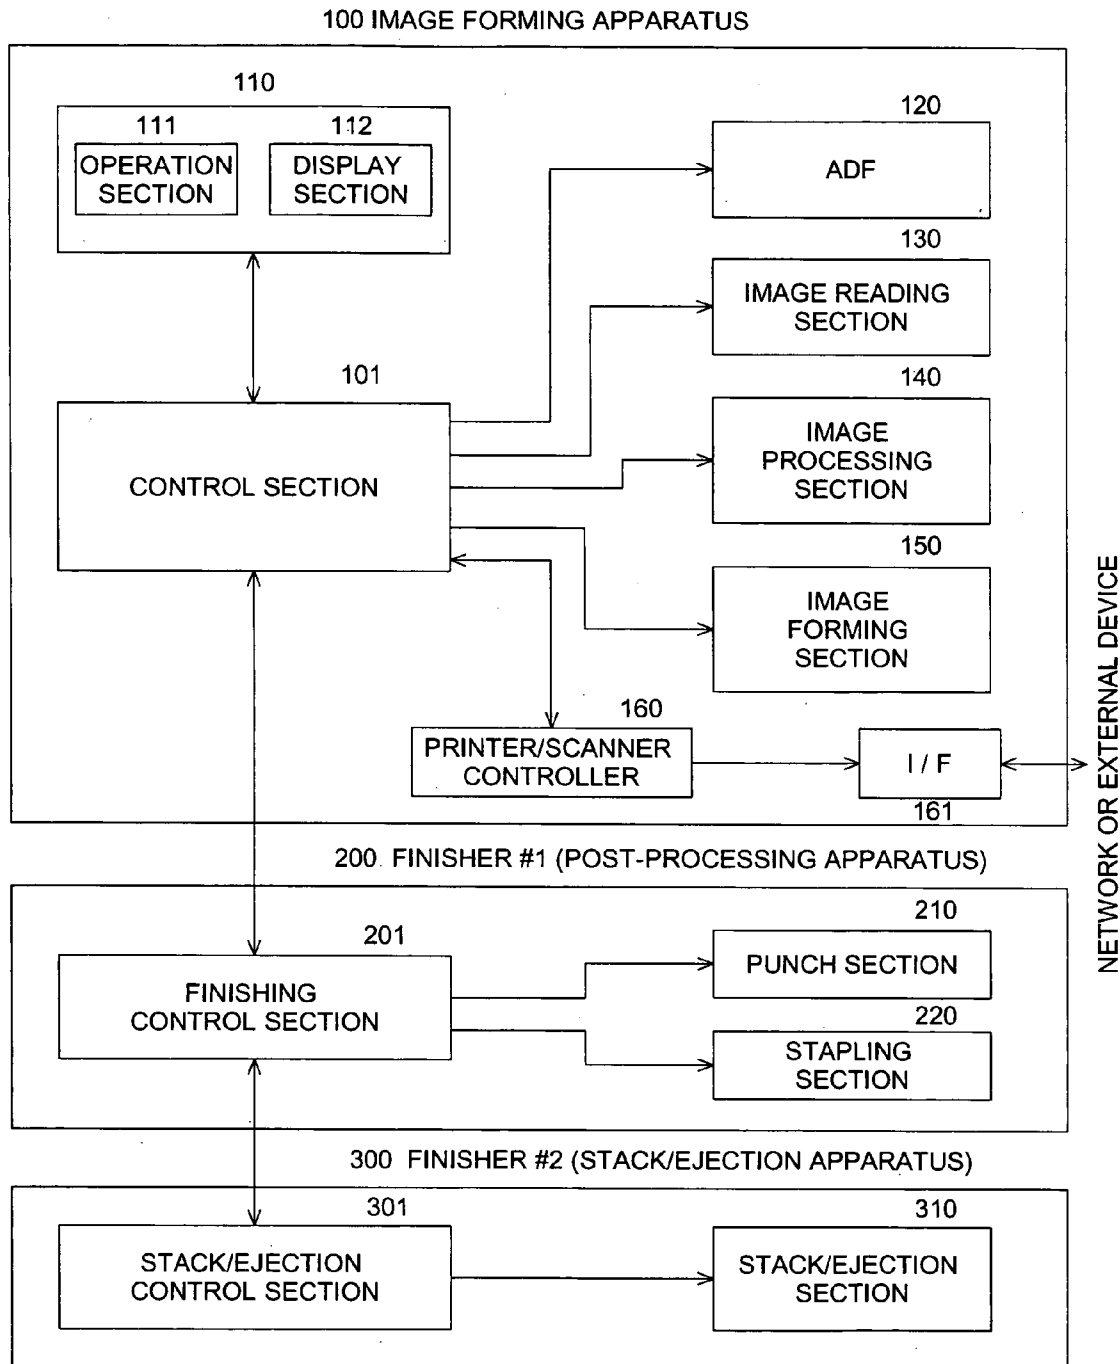 100 IMAGE FORMING APPARATUS
110
111
112
OPERATION
SECTION
DISPLAY
SECTION
120
ADF
130
IMAGE READING
SECTION
101
CONTROL SECTION
140
IMAGE
PROCESSING
SECTION
150
IMAGE
FORMING
SECTION
160
PRINTER/SCANNER
CONTROLLER
I / F
161
NETWORK OR EXTERNAL DEVICE
200 FINISHER #1 (POST-PROCESSING APPARATUS)
201
FINISHING
CONTROL SECTION
210
PUNCH SECTION
220
STAPLING
SECTION
300 FINISHER #2 (STACK/EJECTION APPARATUS)
301
STACK/EJECTION
CONTROL SECTION
310
STACK/EJECTION
SECTION